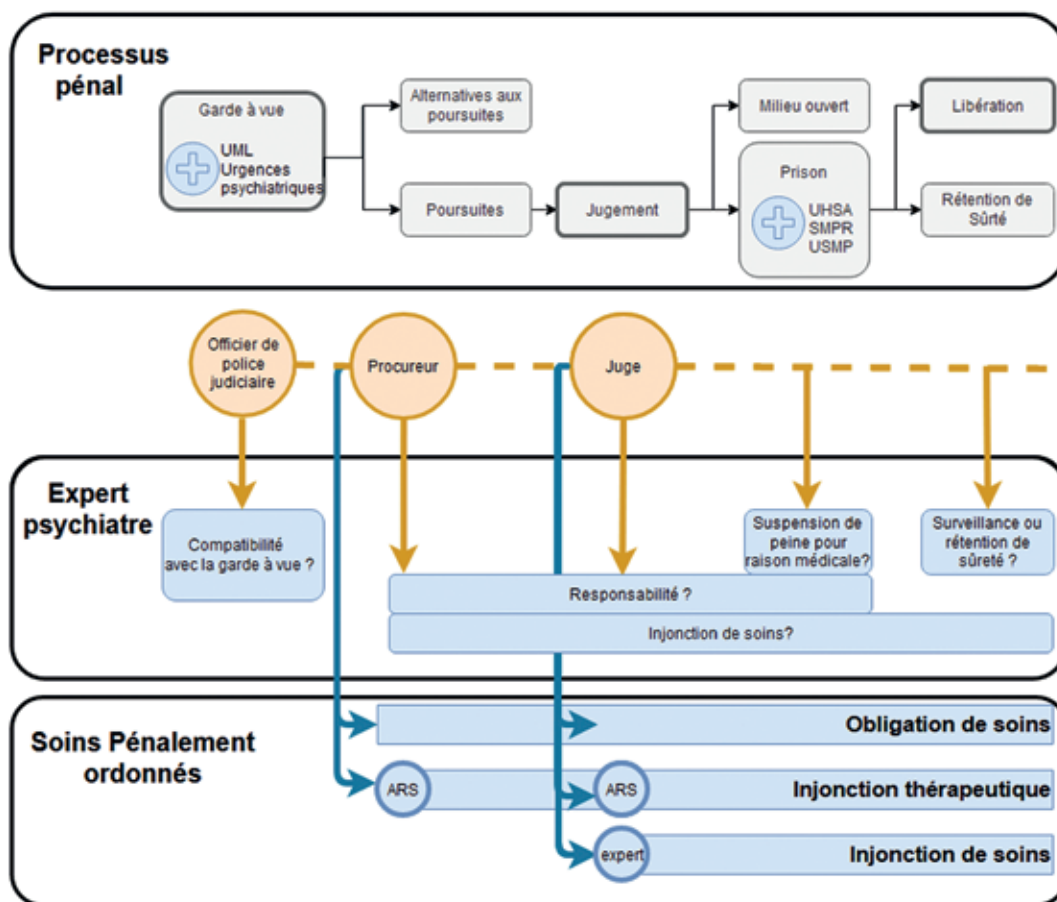 Processus
pénal
Garde à vue
UML
Urgences
psychiatriques
Alternatives aux
poursuites
Poursuites
Jugement
Milieu ouvert
Prison
UHSA
SMPR
USMP
Libération
Rétention de
Sûrté
Officier de
police
judiciaire
Procureur
Juge
Expert
psychiatre
Compatibilité
avec la garde à vue ?
Suspension de
peine pour
raison médicale?
Surveillance ou
rétention de
sûreté ?
Responsabilité ?
Injonction de soins?
Soins Pénalement
ordonnés
Obligation de soins
ARS
ARS
Injonction thérapeutique
expert
Injonction de soins